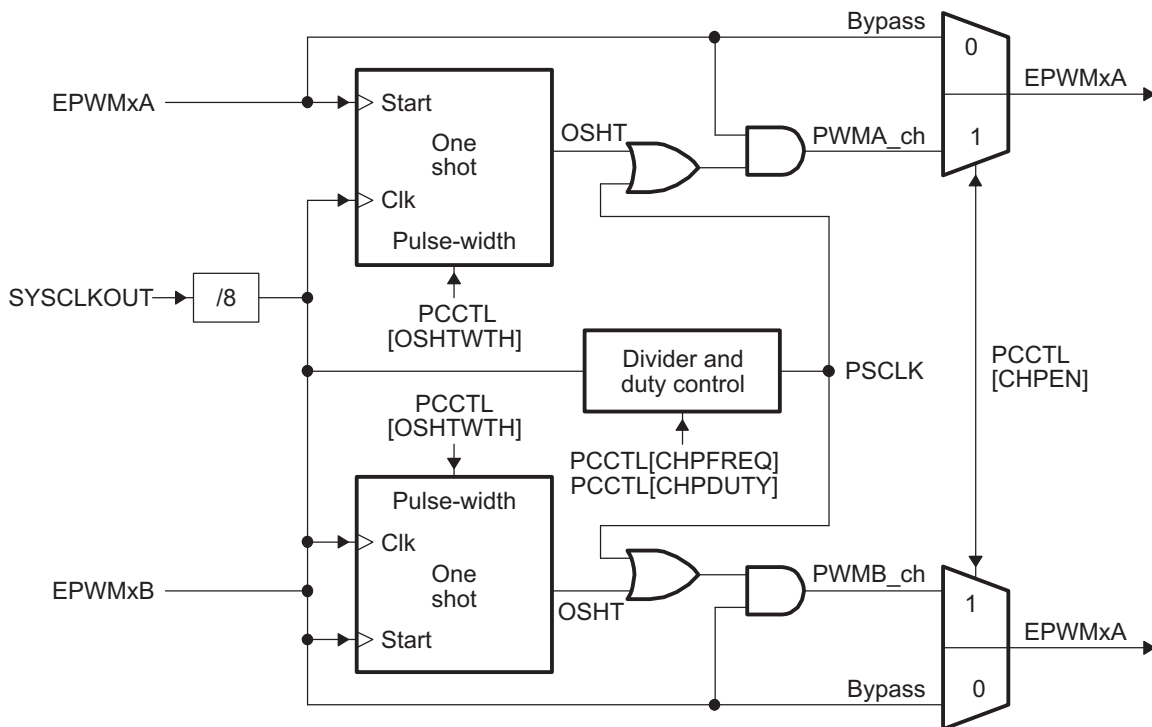 Bypass
0
EPWMxA
EPWMxA
Start
One
shot
OSHT
PWMA_ch
1
Clk
Pulse-width
SYSCLKOUT
/8
PCCTL
[OSHTWTH]
Divider and
duty control
PSCLK
PCCTL
[CHPEN]
PCCTL
[OSHTWTH]
PCCTL[CHPFREQ]
PCCTL[CHPDUTY]
Pulse-width
Clk
EPWMxB
One
shot
OSHT
PWMB_ch
1
EPWMxA
Start
Bypass
0